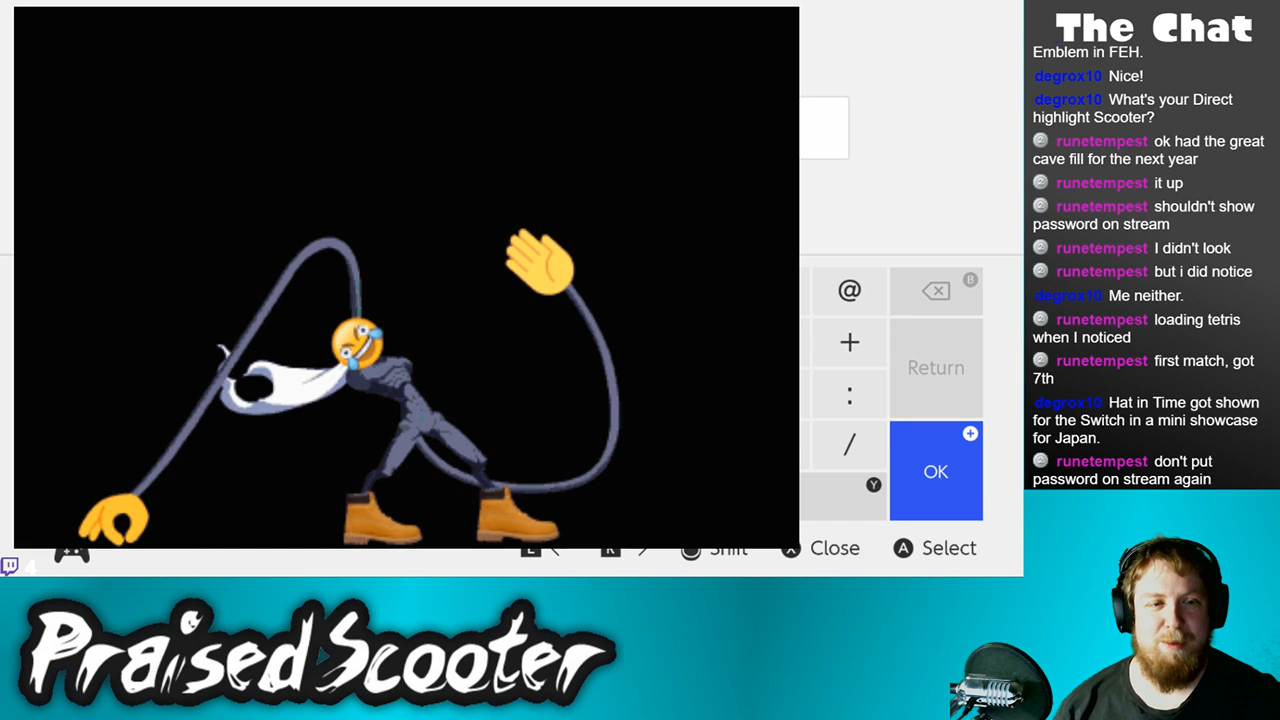 The Chat
Emblem in FEH.
degrox10 Nice!
degrox10 What's your Direct
highlight Scooter?
runetempest ok had the great
cave fill for the next year
runetempest it up
runetempest shouldn't show
password on stream
runetempest I didn't look
runetempest but i did notice
degrox10 Me neither.
runetempest loading tetris
when I noticed
runetempest first match, got
7th
degrox10 Hat in Time got shown
for the Switch in a mini showcase
for Japan.
runetempest don't put
password on stream again
@
B
+
Return
:
+
OK
/
Y
L
R
Shift
X Close
A Select
4
PraisedScooter